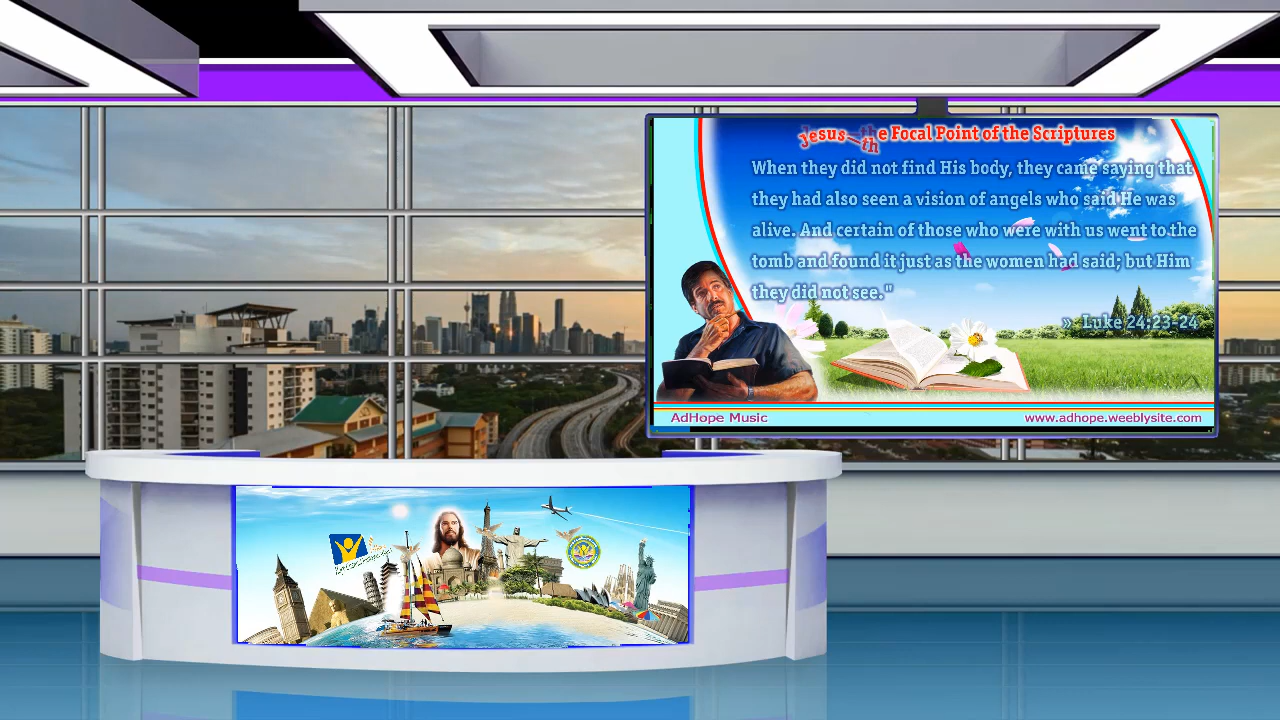 Jesus—the Focal Point of the Scriptures
When they did not find His body, they came saying that
they had also seen a vision of angels who said He was
alive. And certain of those who were with us went to the
tomb and found it just as the women had said; but Him
they did not see."
» Luke 24:23-24
AdHope Music
www.adhope.weeblysite.com